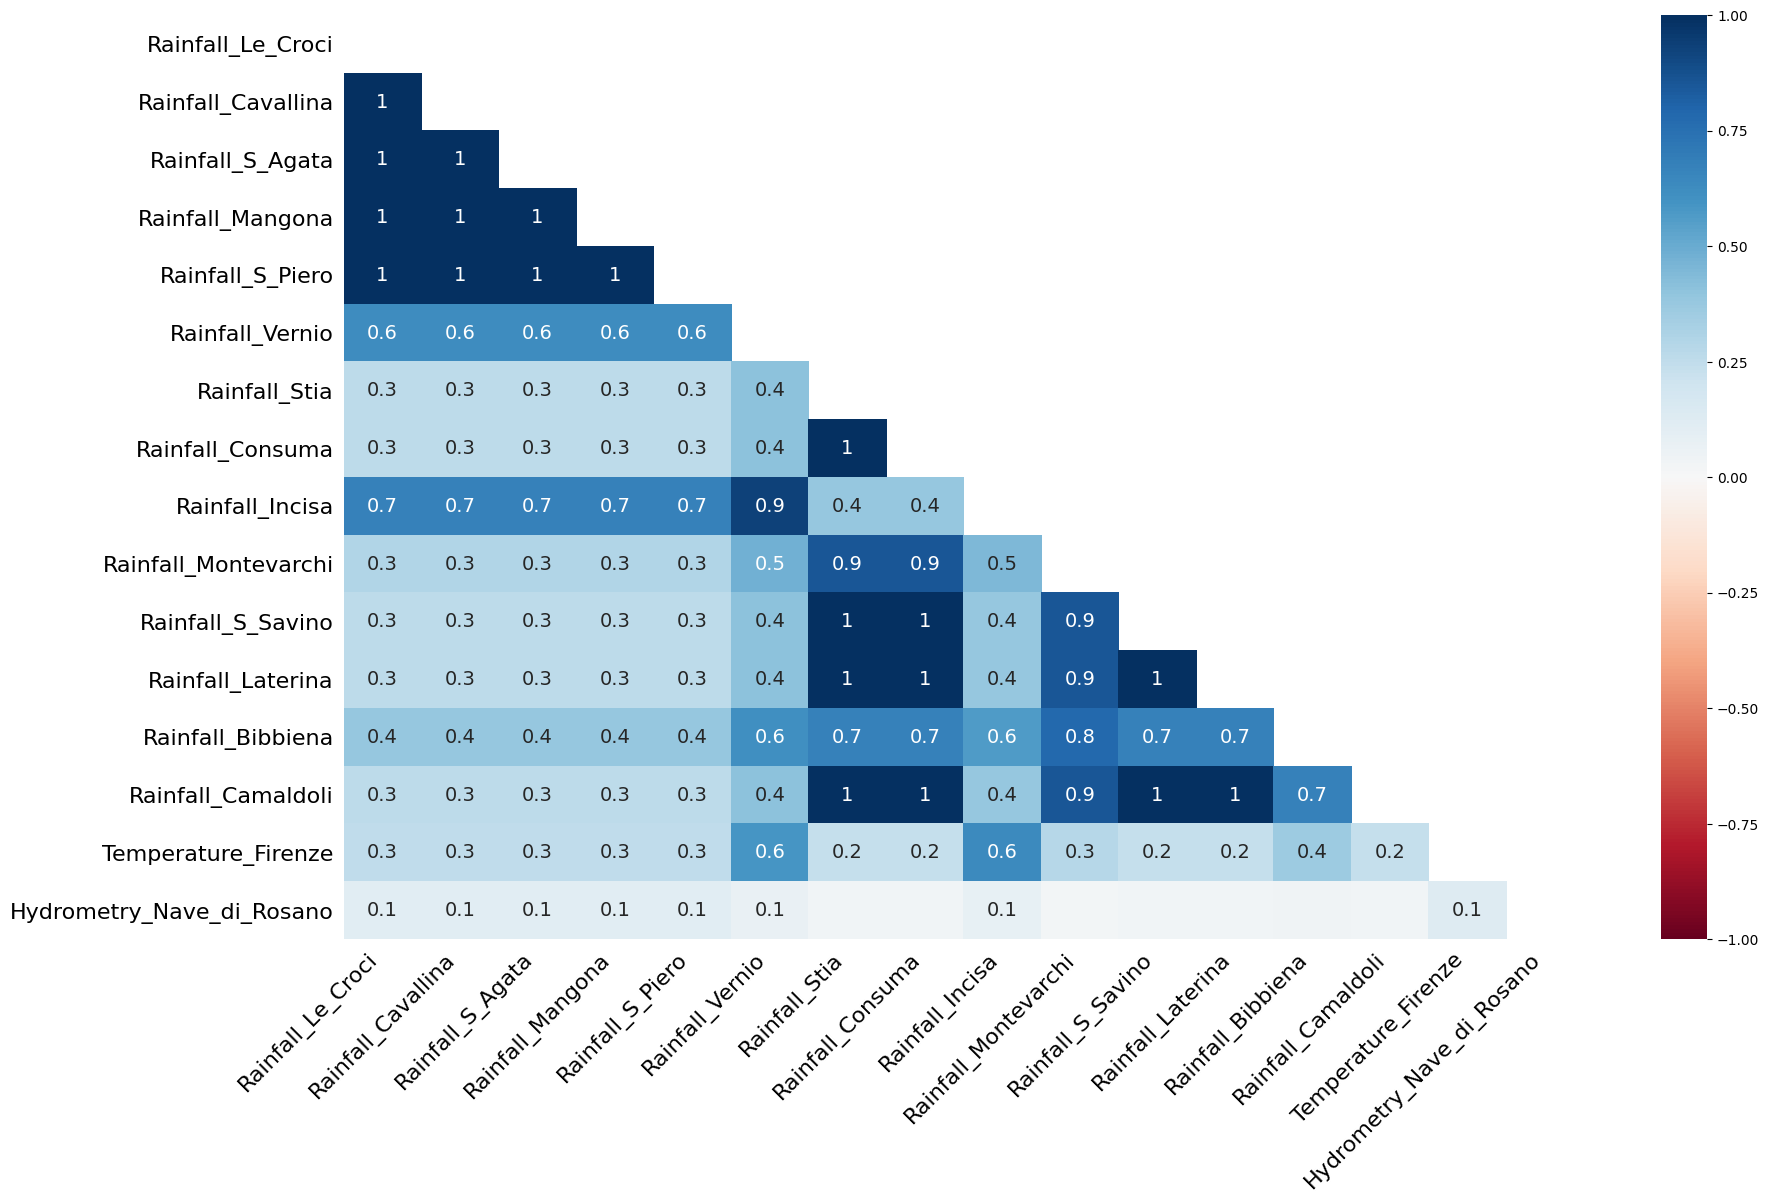 Rainfall_Le_Croci
Rainfall_Cavallina 1
Rainfall_S_Agata 1 1
Rainfall_Mangona 1 1 1
Rainfall_S_Piero 1 1 1 1
Rainfall_Vernio 0.6 0.6 0.6 0.6 0.6
Rainfall_Stia 0.3 0.3 0.3 0.3 0.3 0.4
Rainfall_Consuma 0.3 0.3 0.3 0.3 0.3 0.4 1
Rainfall_Incisa 0.7 0.7 0.7 0.7 0.7 0.9 0.4 0.4
Rainfall_Montevarchi 0.3 0.3 0.3 0.3 0.3 0.5 0.9 0.9 0.5
Rainfall_S_Savino 0.3 0.3 0.3 0.3 0.3 0.4 1 1 0.4 0.9
Rainfall_Laterina 0.3 0.3 0.3 0.3 0.3 0.4 1 1 0.4 0.9 1
Rainfall_Bibbiena 0.4 0.4 0.4 0.4 0.4 0.6 0.7 0.7 0.6 0.8 0.7 0.7
Rainfall_Camaldoli 0.3 0.3 0.3 0.3 0.3 0.4 1 1 0.4 0.9 1 1 0.7
Temperature_Firenze 0.3 0.3 0.3 0.3 0.3 0.6 0.2 0.2 0.6 0.3 0.2 0.2 0.4 0.2
Hydrometry_Nave_di_Rosano 0.1 0.1 0.1 0.1 0.1 0.1 0.1 0.1
Rainfall_Le_Croci
Rainfall_Cavallina
Rainfall_S_Agata
Rainfall_Mangona
Rainfall_S_Piero
Rainfall_Vernio
Rainfall_Stia
Rainfall_Consuma
Rainfall_Incisa
Rainfall_Montevarchi
Rainfall_S_Savino
Rainfall_Laterina
Rainfall_Bibbiena
Rainfall_Camaldoli
Temperature_Firenze
Hydrometry_Nave_di_Rosano
1.00
0.75
0.50
0.25
0.00
−0.25
−0.50
−0.75
−1.00